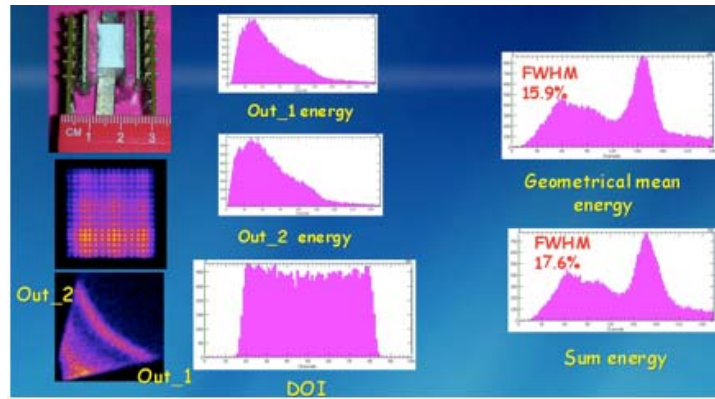 CM 1 2 3
Out_1 energy
Out_2 energy
Out_2
Out_1
DOI
FWHM
15.9%
Geometrical mean
energy
FWHM
17.6%
Sum energy